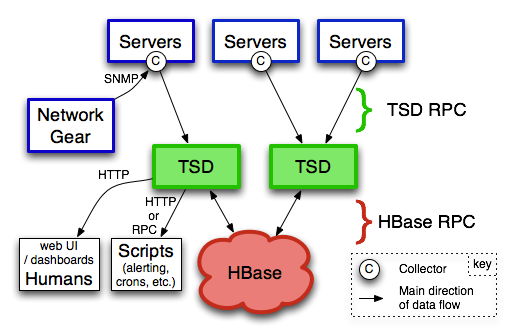 Servers
Servers
Servers
C
C
C
SNMP
Network
Gear
TSD RPC
TSD
TSD
HTTP
HTTP
or
RPC
HBase RPC
web UI
/ dashboards
Humans
Scripts
(alerting,
crons, etc.)
HBase
key
C
Collector
Main direction
of data flow